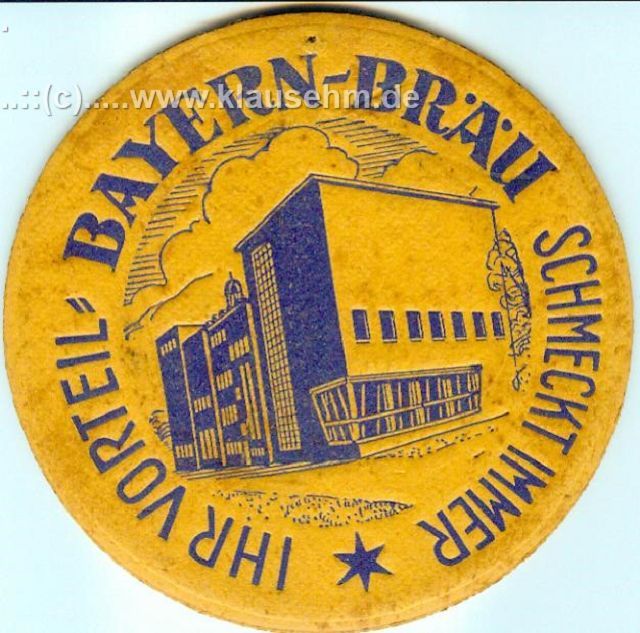 ..::(c).....www.klausehm.de
IHR VORTEIL=
BAYERN-BRÄU
SCHMECKT IMMER